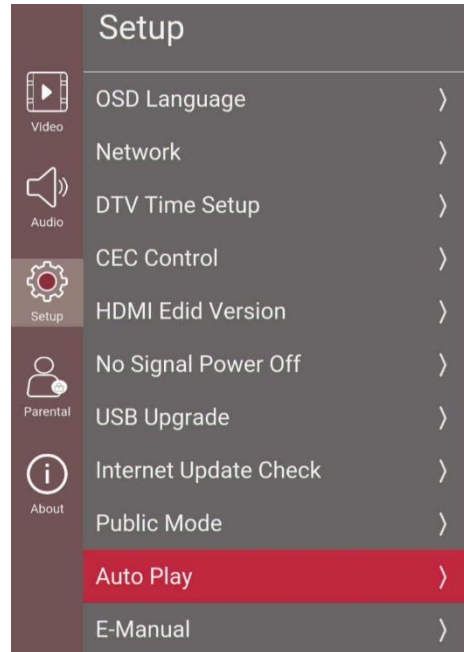 Setup
Video
Audio
Setup
Parental
About
OSD Language
Network
DTV Time Setup
CEC Control
HDMI Edid Version
No Signal Power Off
USB Upgrade
Internet Update Check
Public Mode
Auto Play
E-Manual